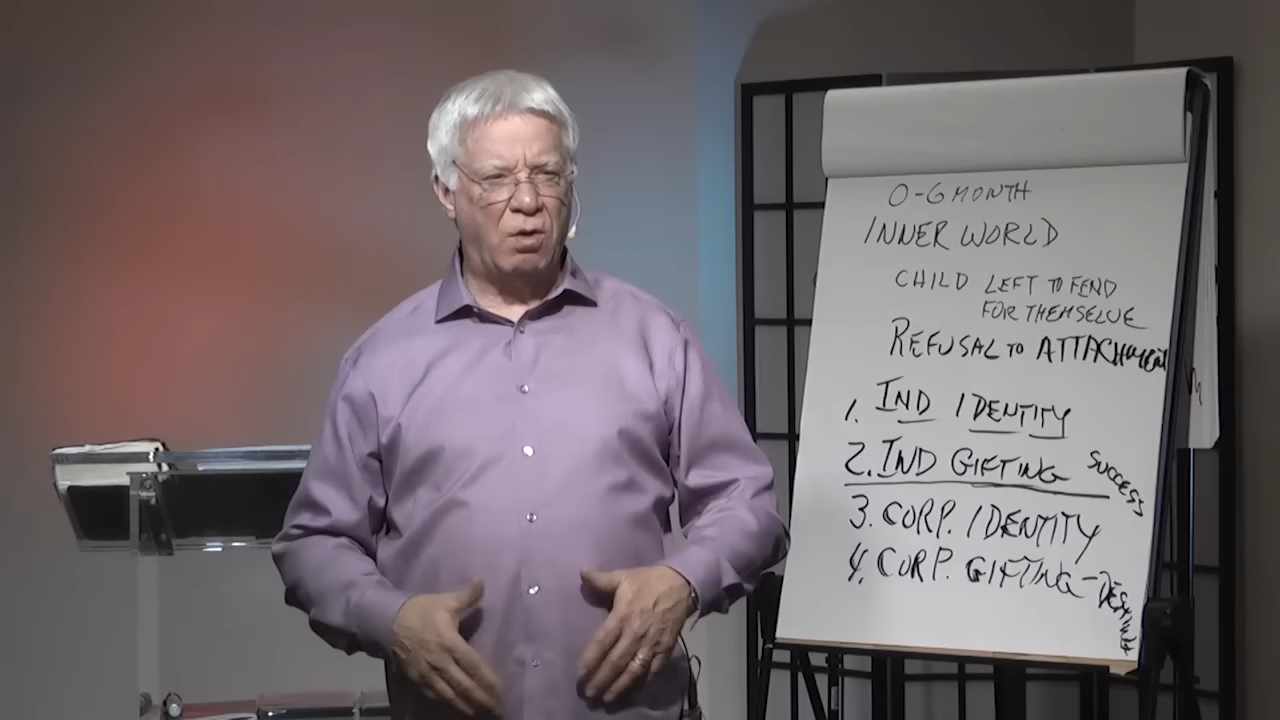 0-6 MONTH
INNER WORLD
CHILD LEFT TO FEND
FOR THEMSELVE
REFUSAL TO ATTACHMENT
1. IND IDENTITY
2. IND GIFTING SUCCESS
3. CORP. IDENTITY
4. CORP. GIFTING-